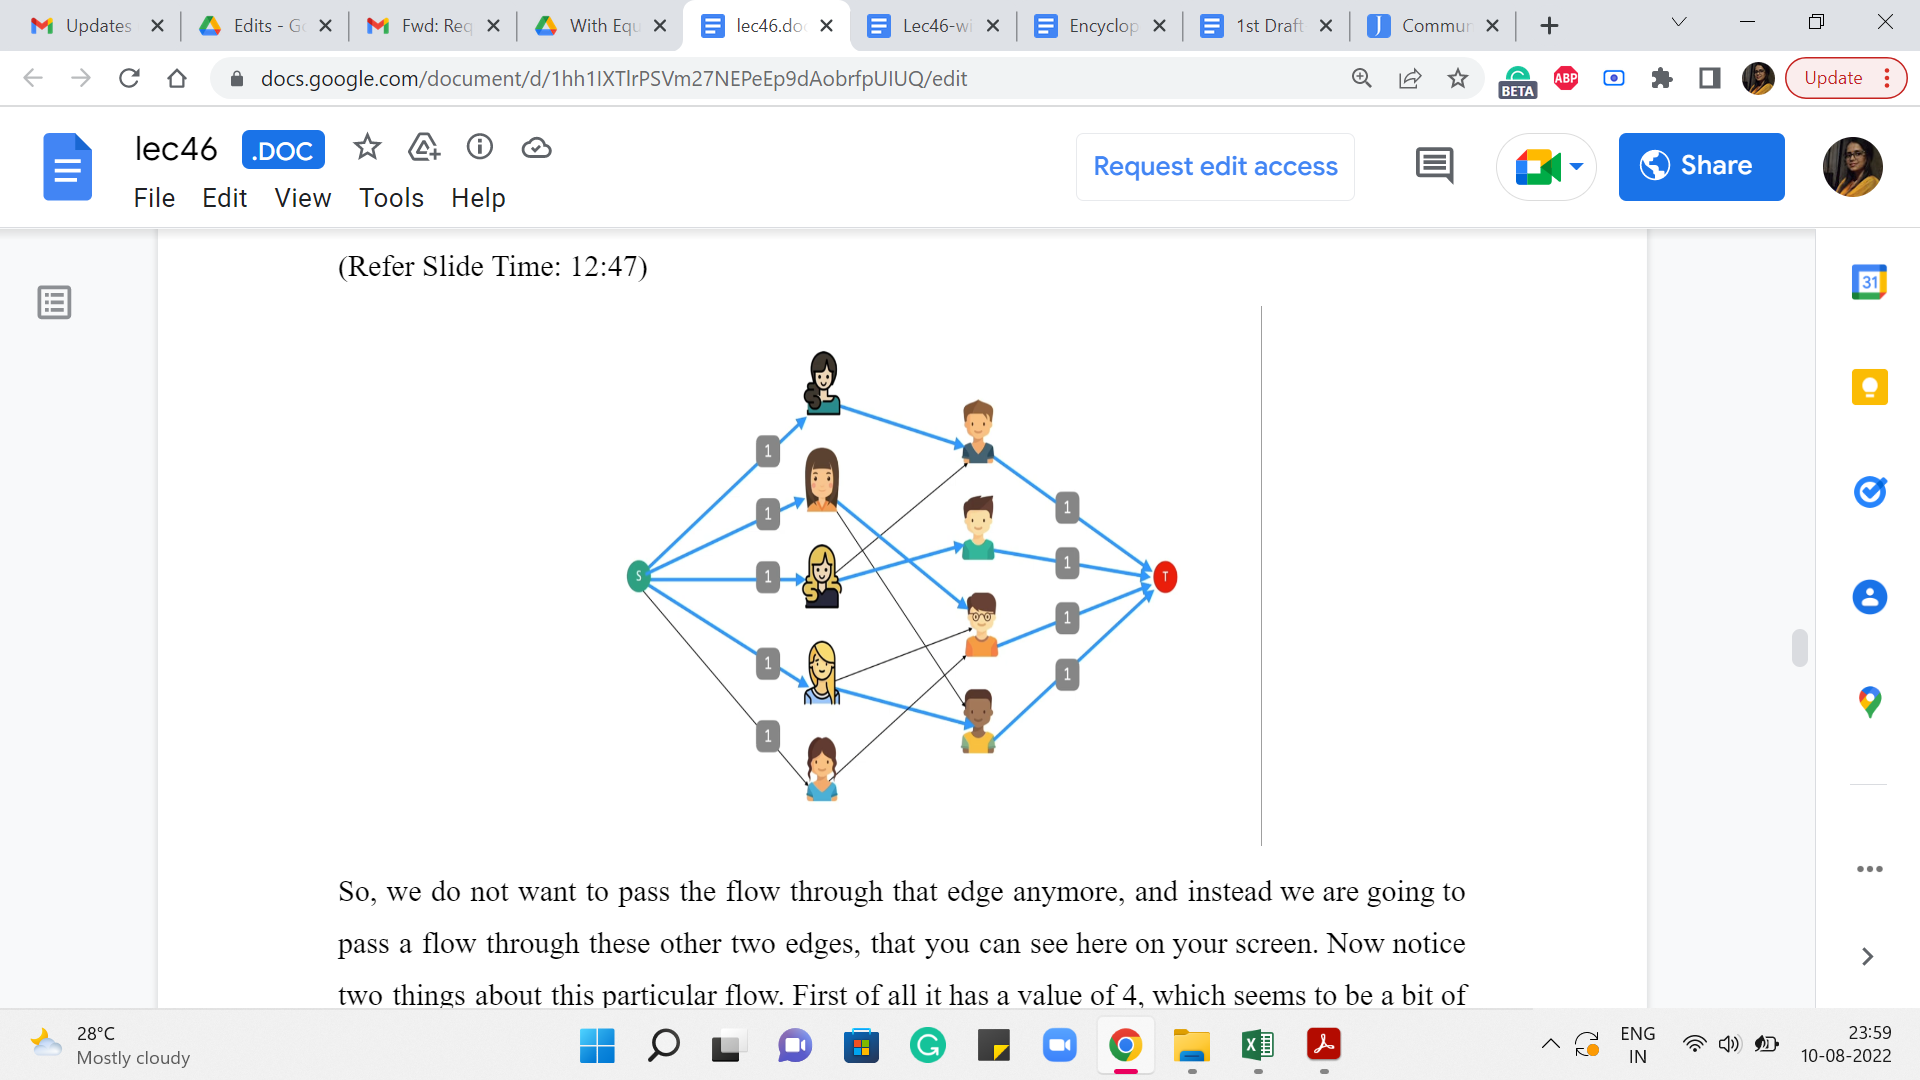 Updates
Edits - Go
Fwd: Req
With Equ
lec46.doc
Lec46-wi
Encyclop
1st Draft
Commun
docs.google.com/document/d/1hh1IXTlrPSVm27NEPeEp9dAobrfpUIUQ/edit
BETA
ABP
Update
lec46 .DOC
Request edit access
Share
File Edit View Tools Help
31
(Refer Slide Time: 12:47)
1
1
1
1
1
S
1
1
1
1
T
So, we do not want to pass the flow through that edge anymore, and instead we are going to
pass a flow through these other two edges, that you can see here on your screen. Now notice
two things about this particular flow. First of all it has a value of 4, which seems to be a bit of
28°C
Mostly cloudy
ENG
IN
23:59
10-08-2022